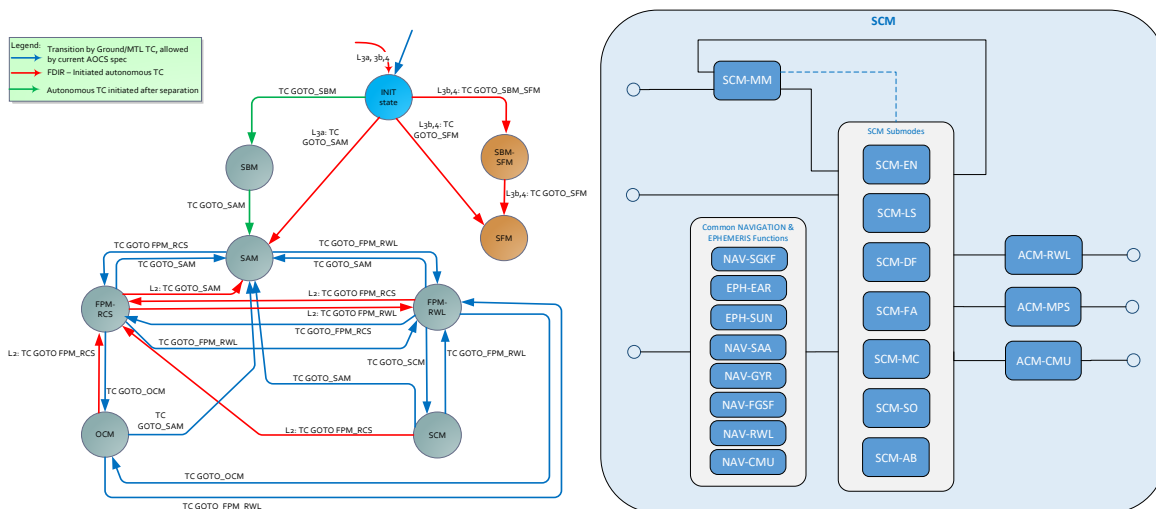 Legend:
Transition by Ground/MTL TC, allowed
by current AOCS spec
FDIR – Initiated autonomous TC
Autonomous TC initiated after separation
L3a, 3b,4
INIT
state
TC GOTO_SBM
L3b,4: TC GOTO_SBM_SFM
L3a: TC
GOTO_SAM
L3b,4: TC
GOTO_SFM
SBM
SBM-
SFM
TC GOTO_SAM
L3b,4: TC GOTO_SFM
SFM
TC GOTO FPM_RCS
TC GOTO_FPM_RWL
SAM
TC GOTO_SAM
TC GOTO_SAM
L2: TC GOTO_SAM
L2: TC GOTO FPM_RCS
FPM-
RCS
FPM-
RWL
L2: TC GOTO FPM_RWL
TC GOTO_FPM_RCS
TC GOTO_FPM_RWL
L2: TC GOTO FPM_RCS
TC GOTO_SCM
TC GOTO_FPM_RWL
TC GOTO_SAM
TC GOTO_OCM
TC
GOTO_SAM
OCM
L2: TC GOTO FPM_RCS
SCM
TC GOTO_OCM
TC GOTO_FPM_RWL
SCM
SCM-MM
SCM Submodes
SCM-EN
SCM-LS
SCM-DF
SCM-FA
SCM-MC
SCM-SO
SCM-AB
Common NAVIGATION &
EPHEMERIS Functions
NAV-SGKF
EPH-EAR
EPH-SUN
NAV-SAA
NAV-GYR
NAV-FGSF
NAV-RWL
NAV-CMU
ACM-RWL
ACM-MPS
ACM-CMU